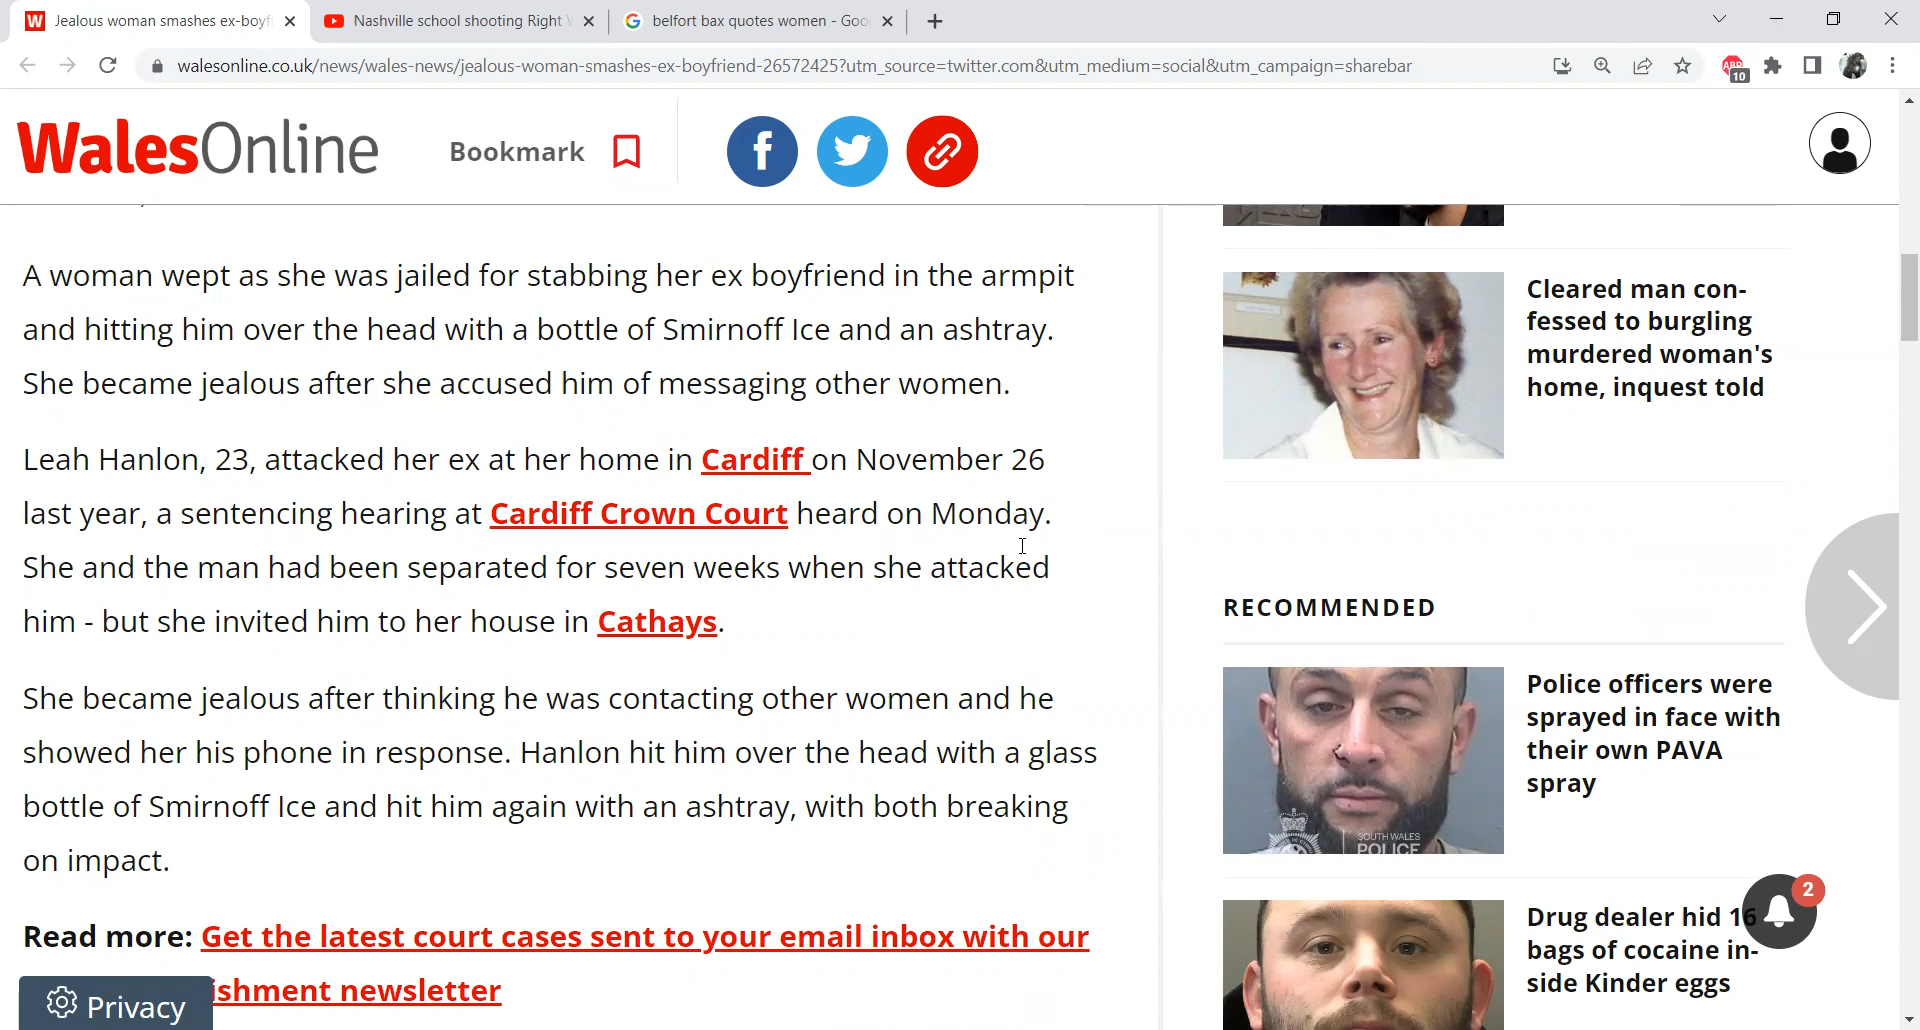 Jealous woman smashes ex-boyf
Nashville school shooting Right
belfort bax quotes women - Goo
walesonline.co.uk/news/wales-news/jealous-woman-smashes-ex-boyfriend-26572425?utm_source=twitter.com&utm_medium=social&utm_campaign=sharebar
ABP
10
WalesOnline
Bookmark
A woman wept as she was jailed for stabbing her ex boyfriend in the armpit
and hitting him over the head with a bottle of Smirnoff Ice and an ashtray.
She became jealous after she accused him of messaging other women.
Leah Hanlon, 23, attacked her ex at her home in Cardiff on November 26
last year, a sentencing hearing at Cardiff Crown Court heard on Monday.
She and the man had been separated for seven weeks when she attacked
him - but she invited him to her house in Cathays.
She became jealous after thinking he was contacting other women and he
showed her his phone in response. Hanlon hit him over the head with a glass
bottle of Smirnoff Ice and hit him again with an ashtray, with both breaking
on impact.
Read more: Get the latest court cases sent to your email inbox with our
ishment newsletter
Privacy
Cleared man con-
fessed to burgling
murdered woman's
home, inquest told
RECOMMENDED
Police officers were
sprayed in face with
their own PAVA
spray
SOUTH WALES
POLICE
Drug dealer hid 16
bags of cocaine in-
side Kinder eggs
2